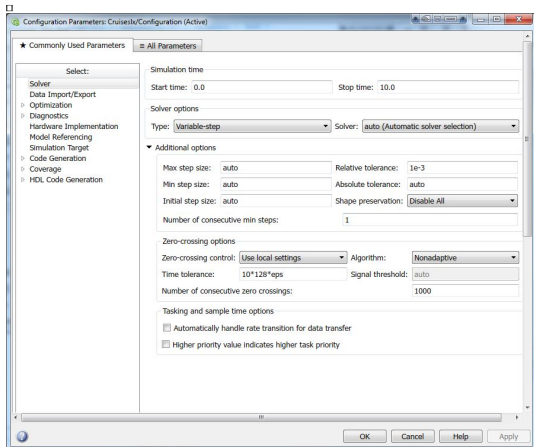 Configuration Parameters: Cruiseslx/Configuration (Active)
★ Commonly Used Parameters
≡ All Parameters
Select:
Solver
Data Import/Export
Optimization
Diagnostics
Hardware Implementation
Model Referencing
Simulation Target
Code Generation
Coverage
HDL Code Generation
Simulation time
Start time: 0.0 Stop time: 10.0
Solver options
Type: Variable-step Solver: auto (Automatic solver selection)
Additional options
Max step size: auto Relative tolerance: 1e-3
Min step size: auto Absolute tolerance: auto
Initial step size: auto Shape preservation: Disable All
Number of consecutive min steps: 1
Zero-crossing options
Zero-crossing control: Use local settings Algorithm: Nonadaptive
Time tolerance: 10*128*eps Signal threshold: auto
Number of consecutive zero crossings: 1000
Tasking and sample time options
Automatically handle rate transition for data transfer
Higher priority value indicates higher task priority
OK Cancel Help Apply